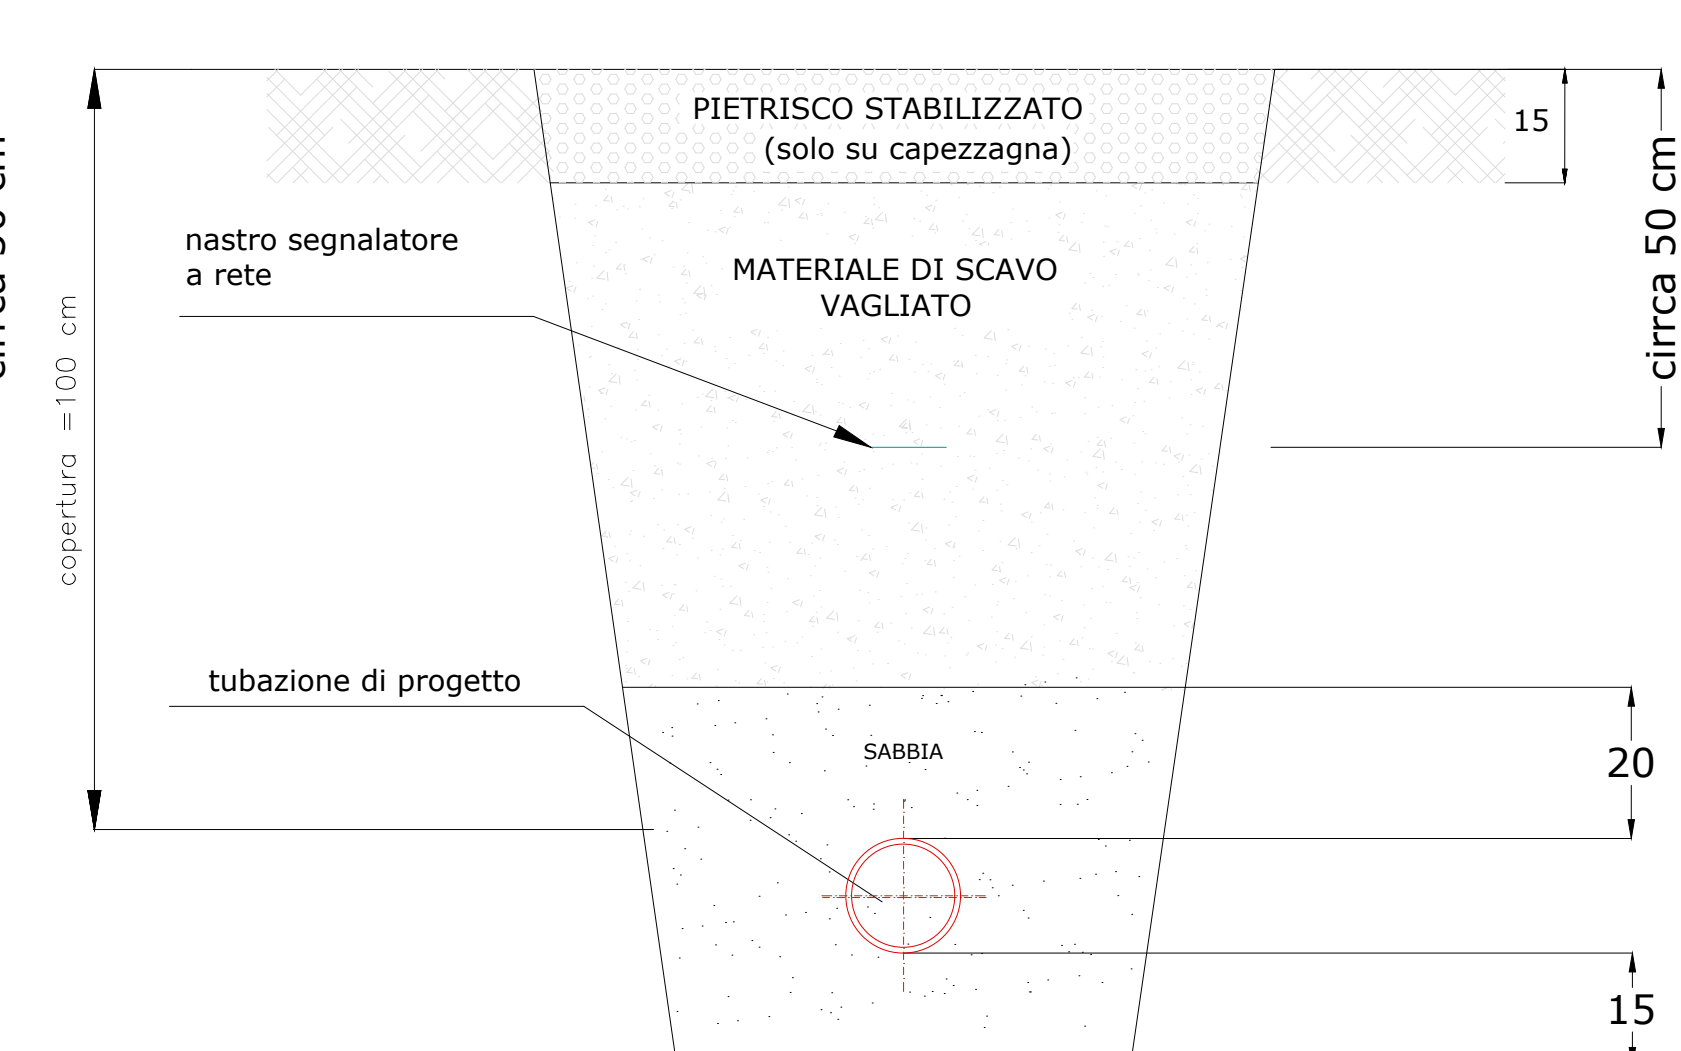 PIETRISCO STABILIZZATO
(solo su capezzagna)
15
cirrca 50 cm
nastro segnalatore
a rete
MATERIALE DI SCAVO
VAGLIATO
copertura =100 cm
tubazione di progetto
SABBIA
20
15